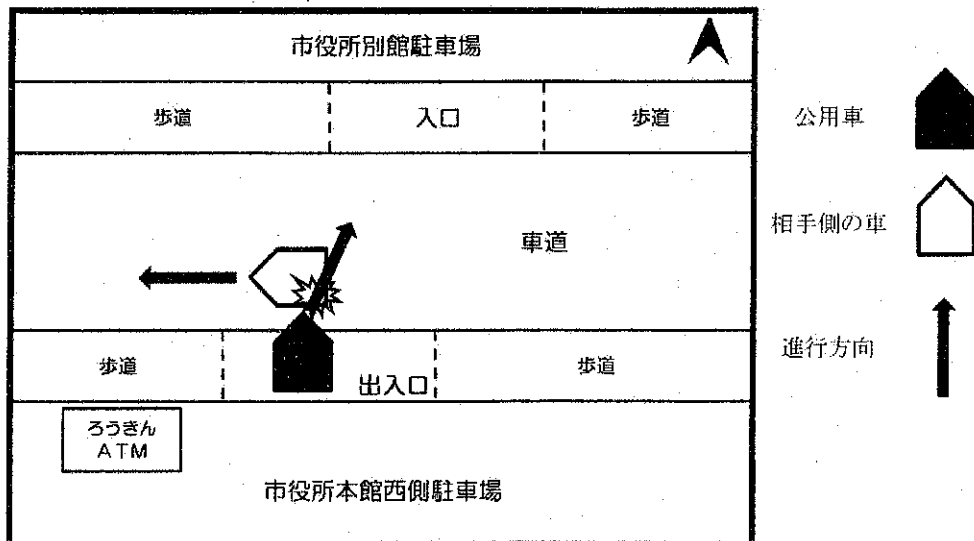 市役所別館駐車場
歩道
入口
歩道
公用車
相手側の車
車道
進行方向
歩道
出入口
歩道
ろうきん
ATM
市役所本館西側駐車場